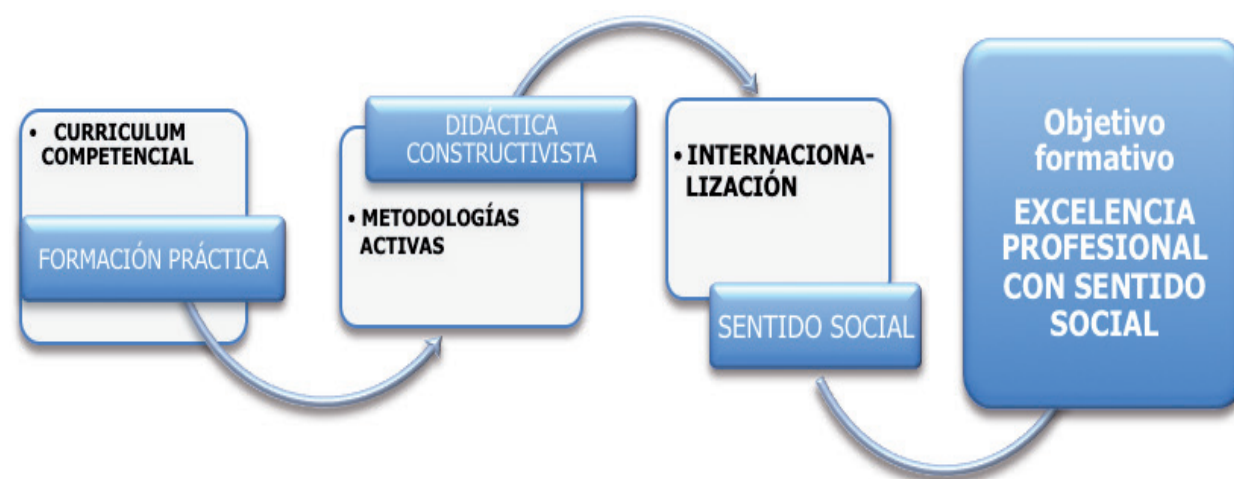 • CURRICULUM
COMPETENCIAL
FORMACIÓN PRÁCTICA
DIDÁCTICA
CONSTRUCTIVISTA
• METODOLOGÍAS
ACTIVAS
• INTERNACIONA-
LIZACIÓN
SENTIDO SOCIAL
Objetivo
formativo
EXCELENCIA
PROFESIONAL
CON SENTIDO
SOCIAL